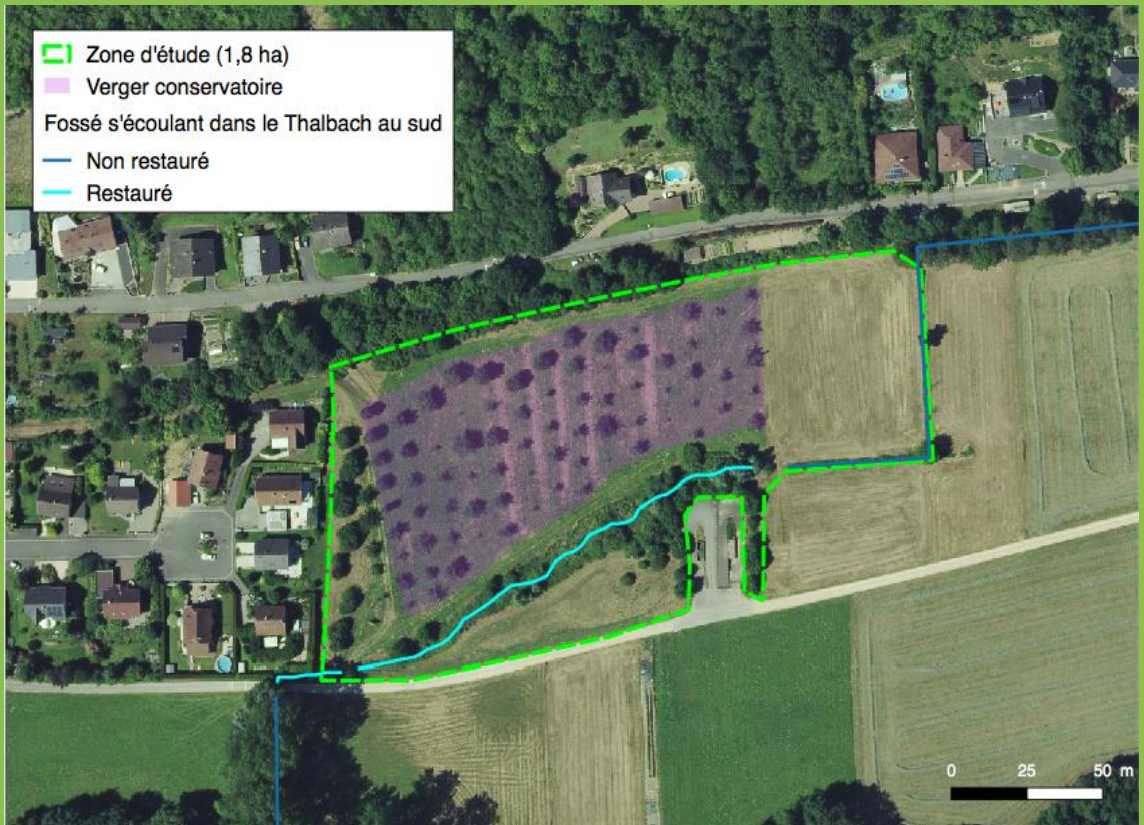 Zone d'étude (1,8 ha)
Verger conservatoire
Fossé s'écoulant dans le Thalbach au sud
Non restauré
Restauré
0 25 50 m